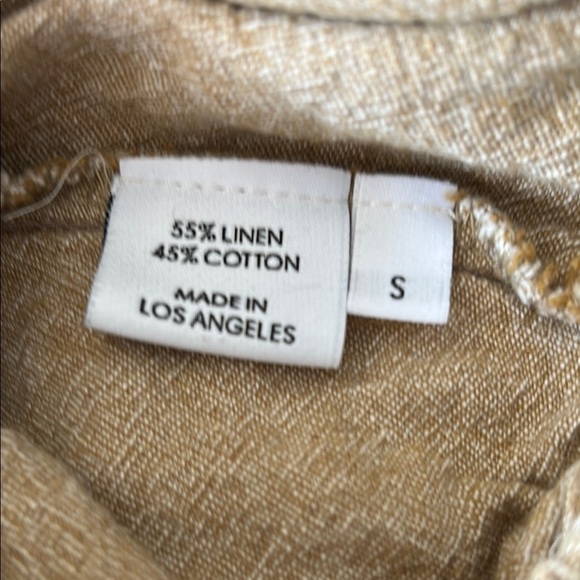 55% LINEN
45% COTTON
MADE IN
LOS ANGELES
S